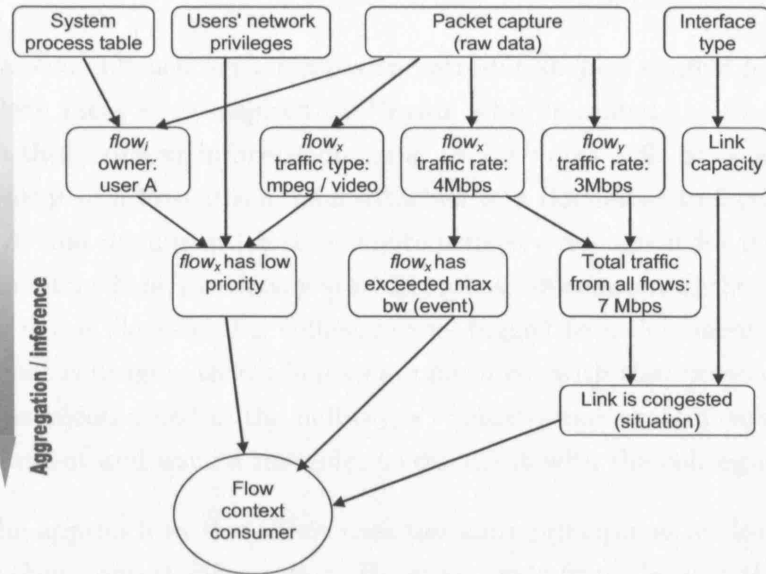 System
process table
Users' network
privileges
Packet capture
(raw data)
Interface
type
flowᵢ
owner:
user A
flowₓ
traffic type:
mpeg / video
flowₓ
traffic rate:
4Mbps
flowᵧ
traffic rate:
3Mbps
Link
capacity
flowₓ has low
priority
flowₓ has
exceeded max
bw (event)
Total traffic
from all flows:
7 Mbps
Link is congested
(situation)
Flow
context
consumer
Aggregation / inference